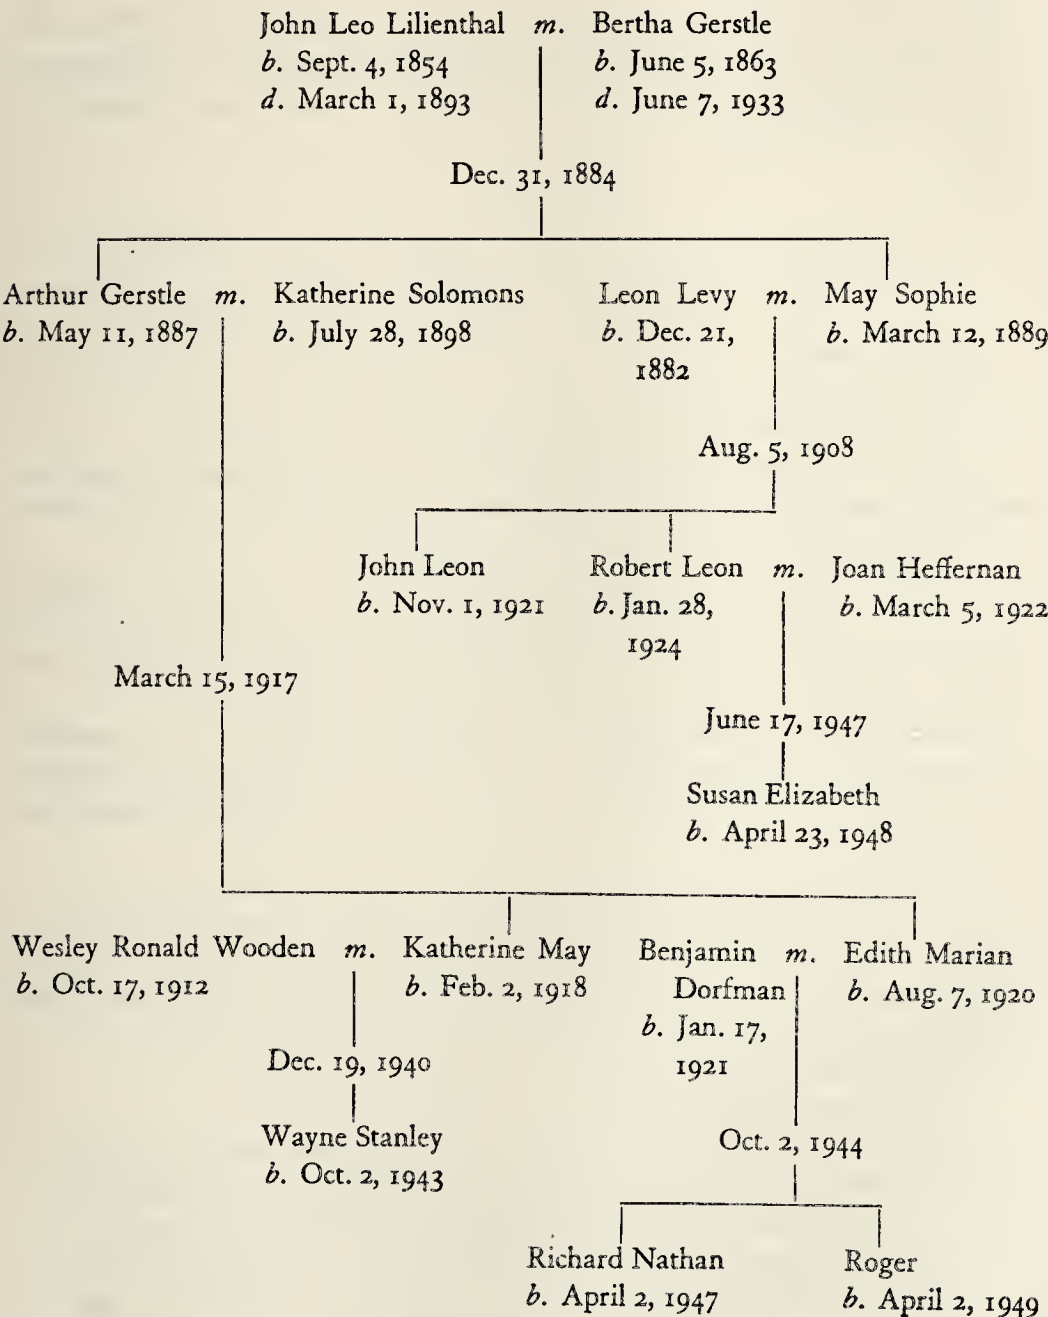 John Leo Lilienthal m. Bertha Gerstle
b. Sept. 4, 1854 b. June 5, 1863
d. March 1, 1893 d. June 7, 1933
Dec. 31, 1884
Arthur Gerstle m. Katherine Solomons Leon Levy m. May Sophie
b. May 11, 1887 b. July 28, 1898 b. Dec. 21, b. March 12, 1889
1882
Aug. 5, 1908
John Leon Robert Leon m. Joan Heffernan
b. Nov. 1, 1921 b. Jan. 28, b. March 5, 1922
1924
March 15, 1917
June 17, 1947
Susan Elizabeth
b. April 23, 1948
Wesley Ronald Wooden m. Katherine May Benjamin m. Edith Marian
b. Oct. 17, 1912 b. Feb. 2, 1918 Dorfman b. Aug. 7, 1920
b. Jan. 17,
Dec. 19, 1940 1921
Wayne Stanley Oct. 2, 1944
b. Oct. 2, 1943
Richard Nathan Roger
b. April 2, 1947 b. April 2, 1949